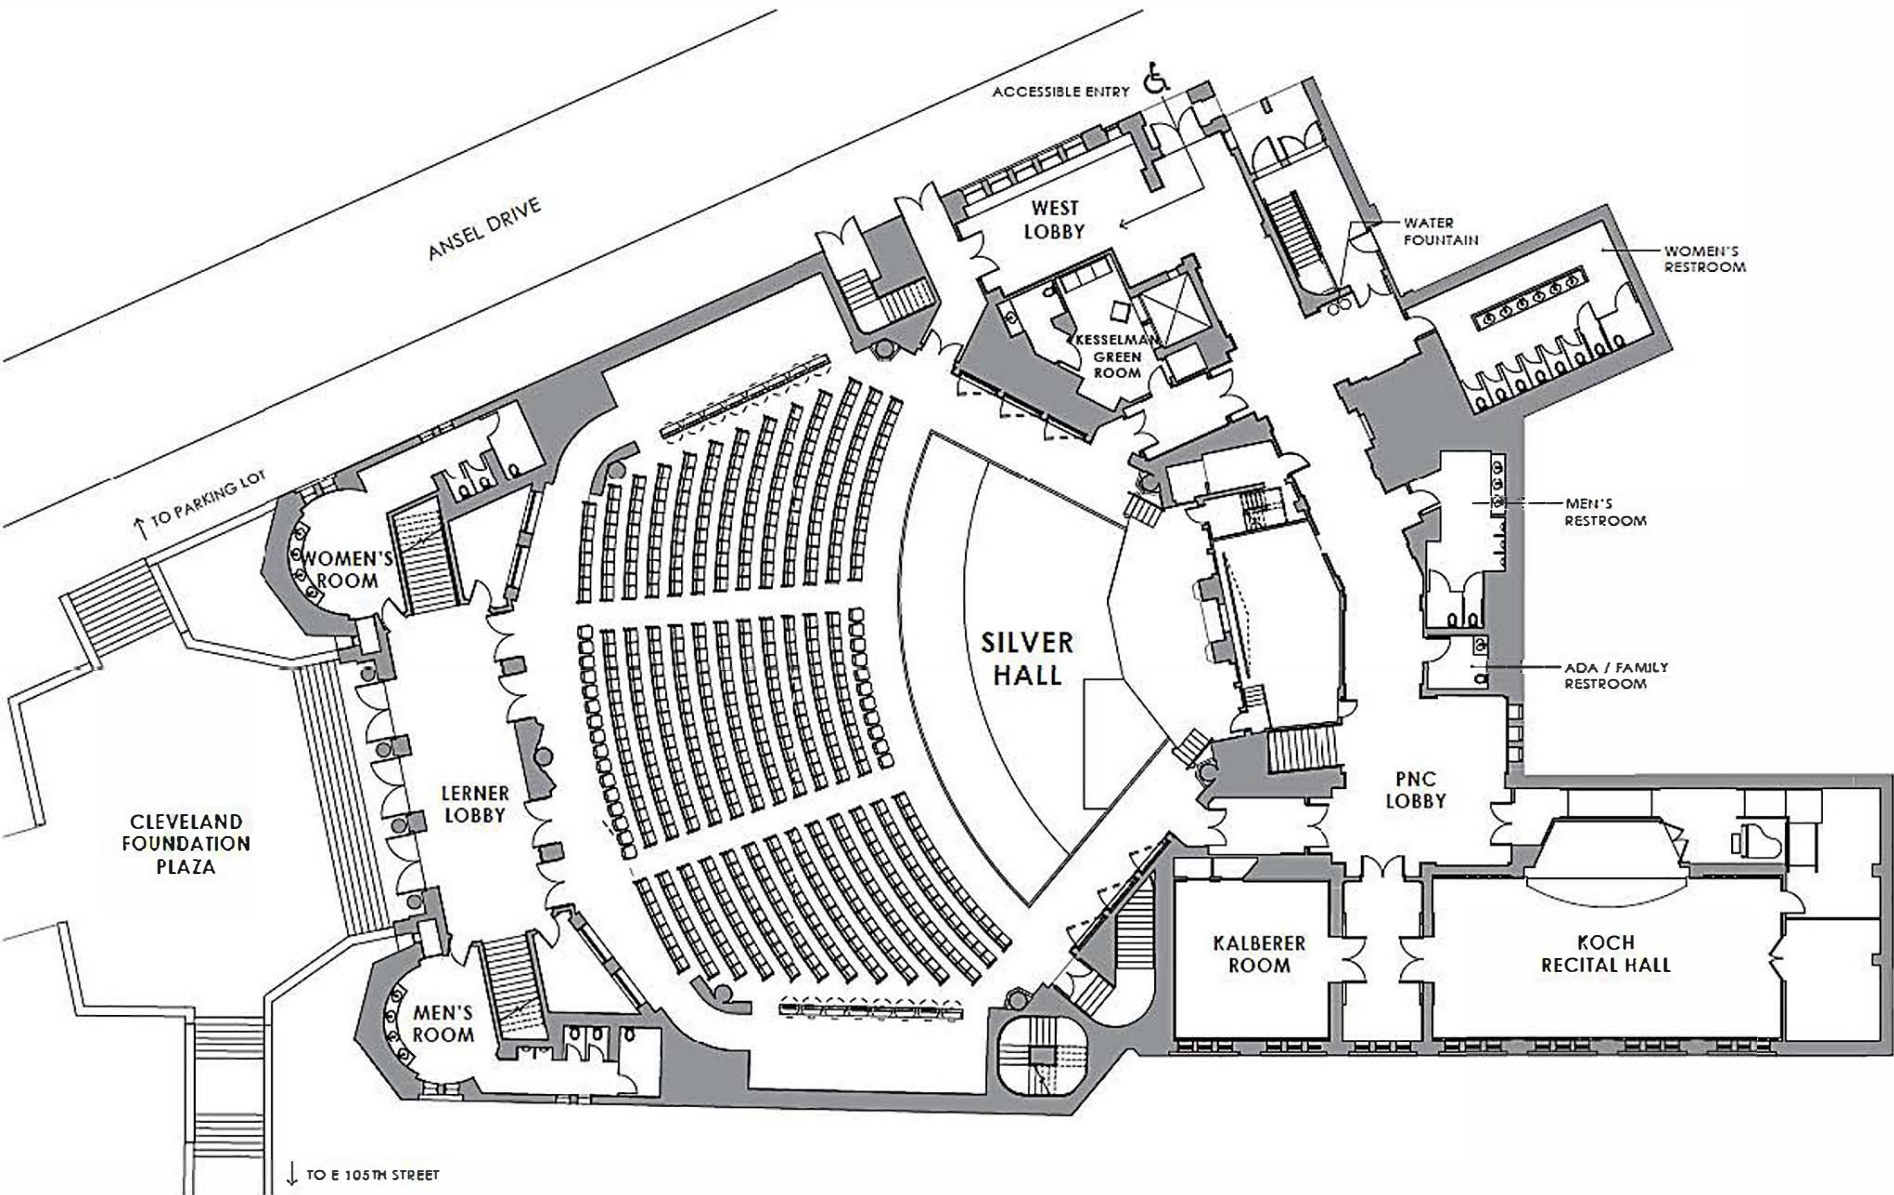 ACCESSIBLE ENTRY
ANSEL DRIVE
WEST
LOBBY
WATER
FOUNTAIN
WOMEN'S
RESTROOM
KESSELMAN
GREEN
ROOM
TO PARKING LOT
WOMEN'S
ROOM
MEN'S
RESTROOM
SILVER
HALL
ADA / FAMILY
RESTROOM
LERNER
LOBBY
PNC
LOBBY
CLEVELAND
FOUNDATION
PLAZA
KALBERER
ROOM
KOCH
RECITAL HALL
MEN'S
ROOM
TO E 105TH STREET